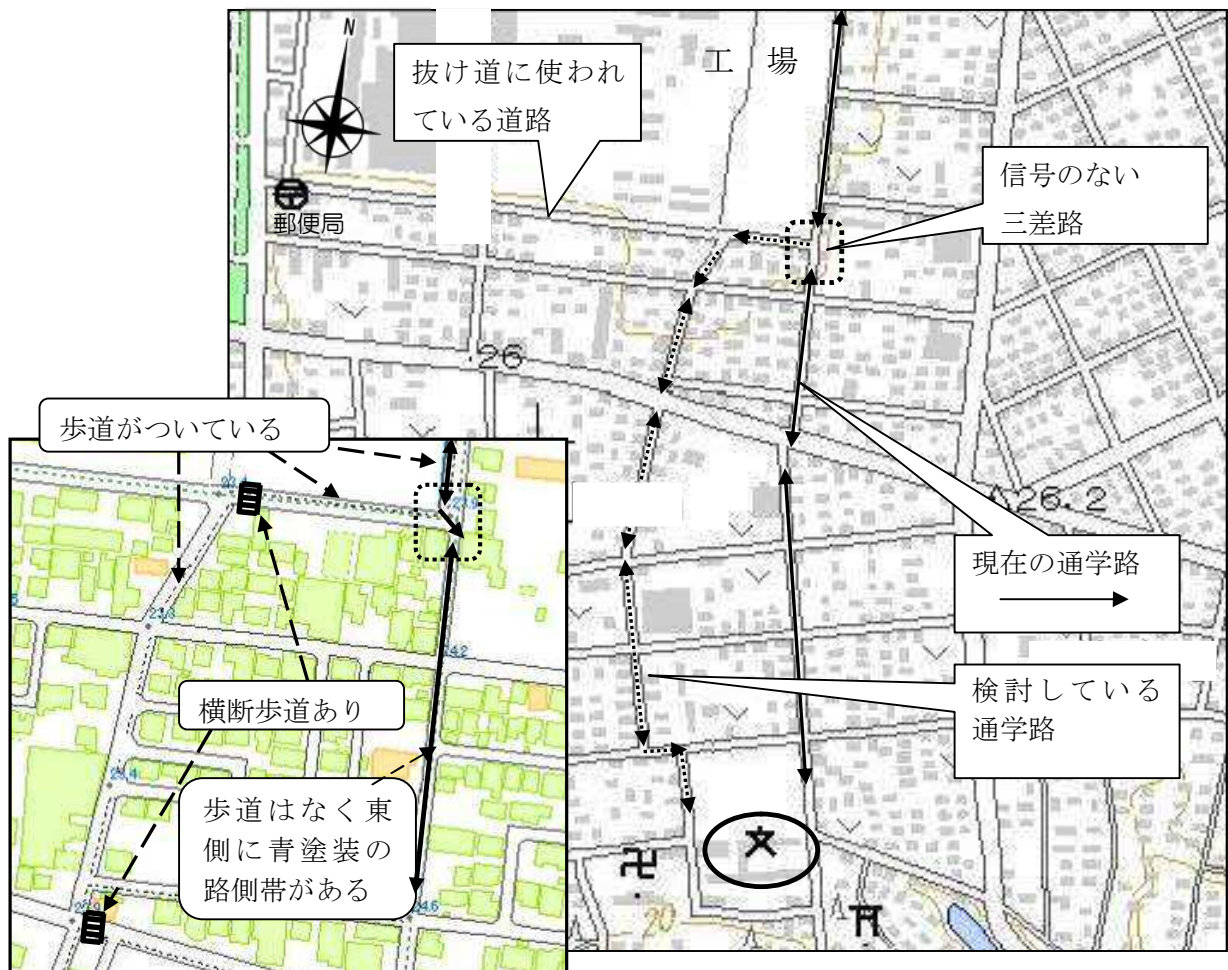 N
工 場
抜け道に使われ
ている道路
信号のない
三差路
郵便局
26
26.2
現在の通学路
検討している
通学路
20
歩道がついている
横断歩道あり
歩道はなく東
側に青塗装の
路側帯がある